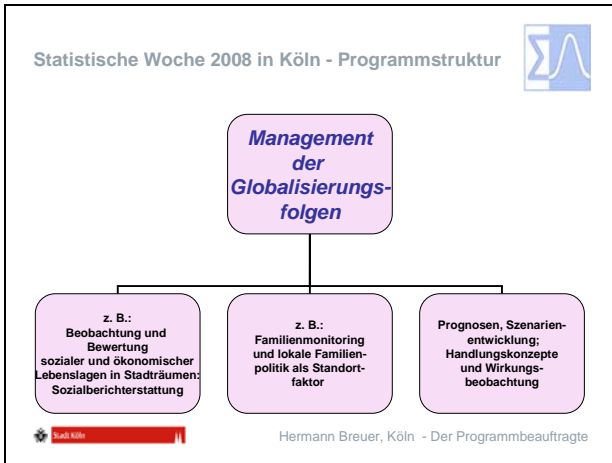 Statistische Woche 2008 in Köln - Programmstruktur
Management
der
Globalisierungs-
folgen
z. B.:
Beobachtung und
Bewertung
sozialer und ökonomischer
Lebenslagen in Stadträumen:
Sozialberichterstattung
z. B.:
Familienmonitoring
und lokale Familien-
politik als Standort-
faktor
Prognosen, Szenarien-
entwicklung;
Handlungskonzepte
und Wirkungs-
beobachtung
Stadt Köln
Hermann Breuer, Köln - Der Programmbeauftragte